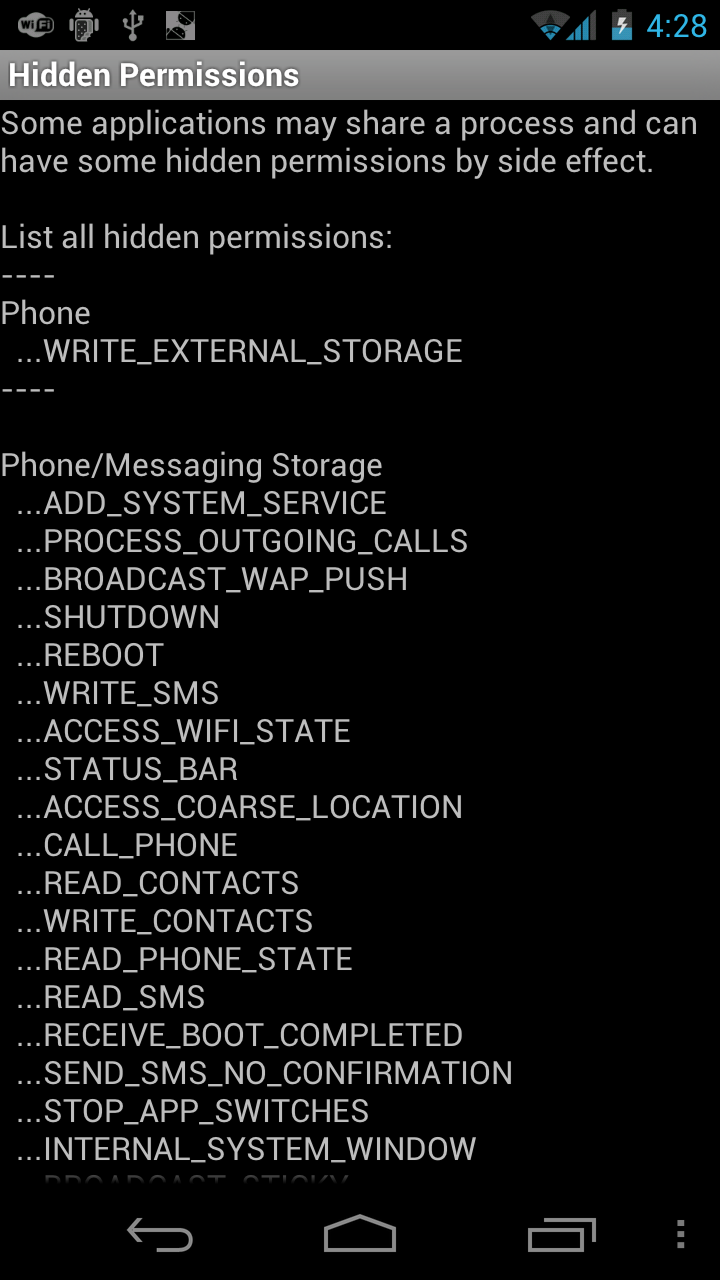 WiFi
4:28
Hidden Permissions
Some applications may share a process and can
have some hidden permissions by side effect.
List all hidden permissions:
----
Phone
...WRITE_EXTERNAL_STORAGE
----
Phone/Messaging Storage
...ADD_SYSTEM_SERVICE
...PROCESS_OUTGOING_CALLS
...BROADCAST_WAP_PUSH
...SHUTDOWN
...REBOOT
...WRITE_SMS
...ACCESS_WIFI_STATE
...STATUS_BAR
...ACCESS_COARSE_LOCATION
...CALL_PHONE
...READ_CONTACTS
...WRITE_CONTACTS
...READ_PHONE_STATE
...READ_SMS
...RECEIVE_BOOT_COMPLETED
...SEND_SMS_NO_CONFIRMATION
...STOP_APP_SWITCHES
...INTERNAL_SYSTEM_WINDOW
...BROADCAST_STICKY